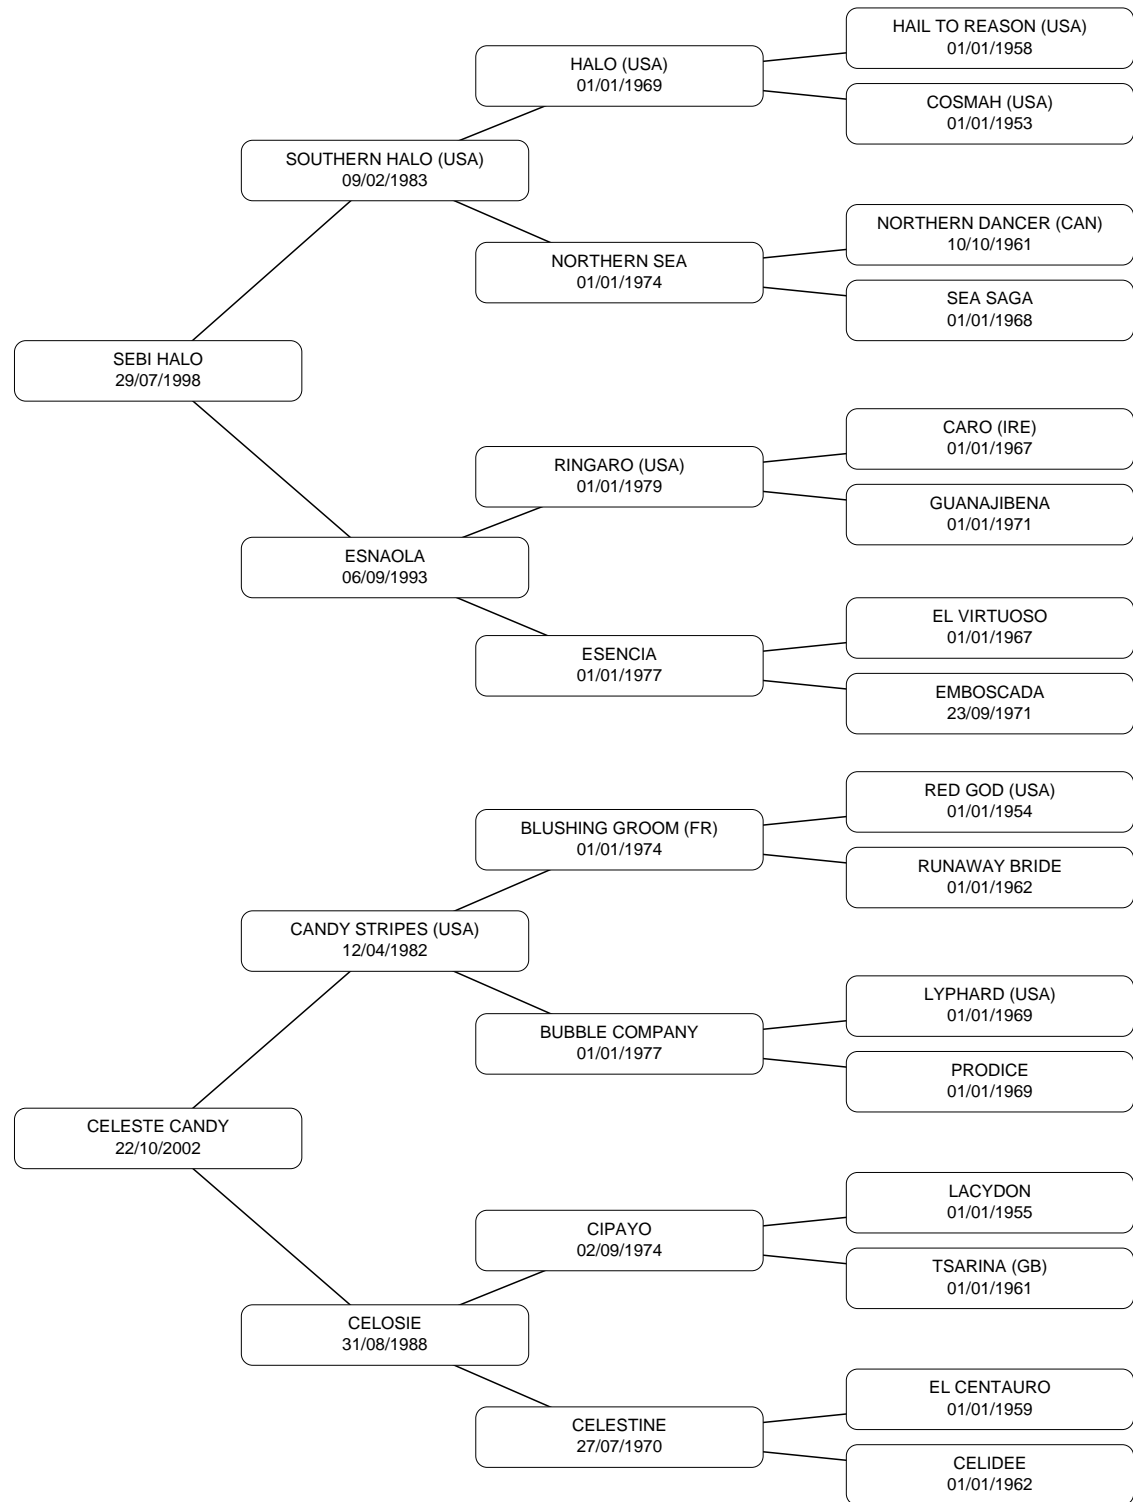 HAIL TO REASON (USA)
01/01/1958
HALO (USA)
01/01/1969
COSMAH (USA)
01/01/1953
SOUTHERN HALO (USA)
09/02/1983
NORTHERN DANCER (CAN)
10/10/1961
NORTHERN SEA
01/01/1974
SEA SAGA
01/01/1968
SEBI HALO
29/07/1998
CARO (IRE)
01/01/1967
RINGARO (USA)
01/01/1979
GUANAJIBENA
01/01/1971
ESNAOLA
06/09/1993
EL VIRTUOSO
01/01/1967
ESENCIA
01/01/1977
EMBOSCADA
23/09/1971
RED GOD (USA)
01/01/1954
BLUSHING GROOM (FR)
01/01/1974
RUNAWAY BRIDE
01/01/1962
CANDY STRIPES (USA)
12/04/1982
LYPHARD (USA)
01/01/1969
BUBBLE COMPANY
01/01/1977
PRODICE
01/01/1969
CELESTE CANDY
22/10/2002
LACYDON
01/01/1955
CIPAYO
02/09/1974
TSARINA (GB)
01/01/1961
CELOSIE
31/08/1988
EL CENTAURO
01/01/1959
CELESTINE
27/07/1970
CELIDEE
01/01/1962